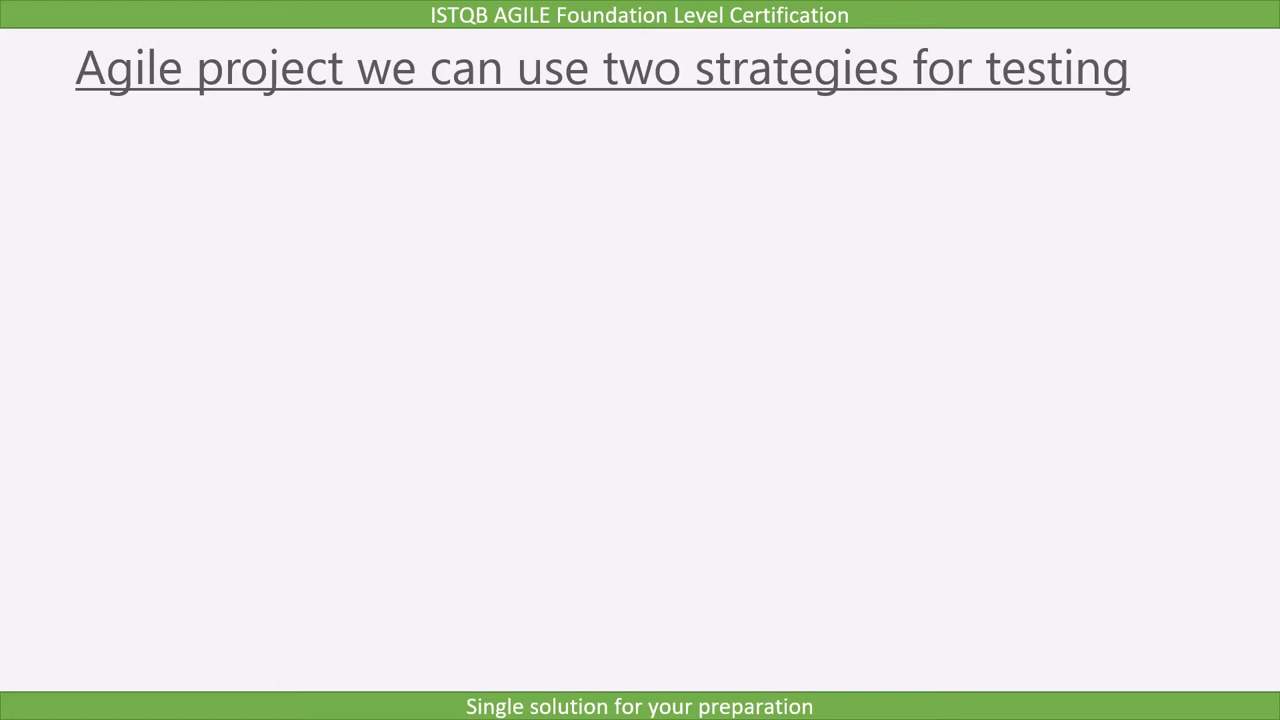 ISTQB AGILE Foundation Level Certification
Agile project we can use two strategies for testing
Single solution for your preparation